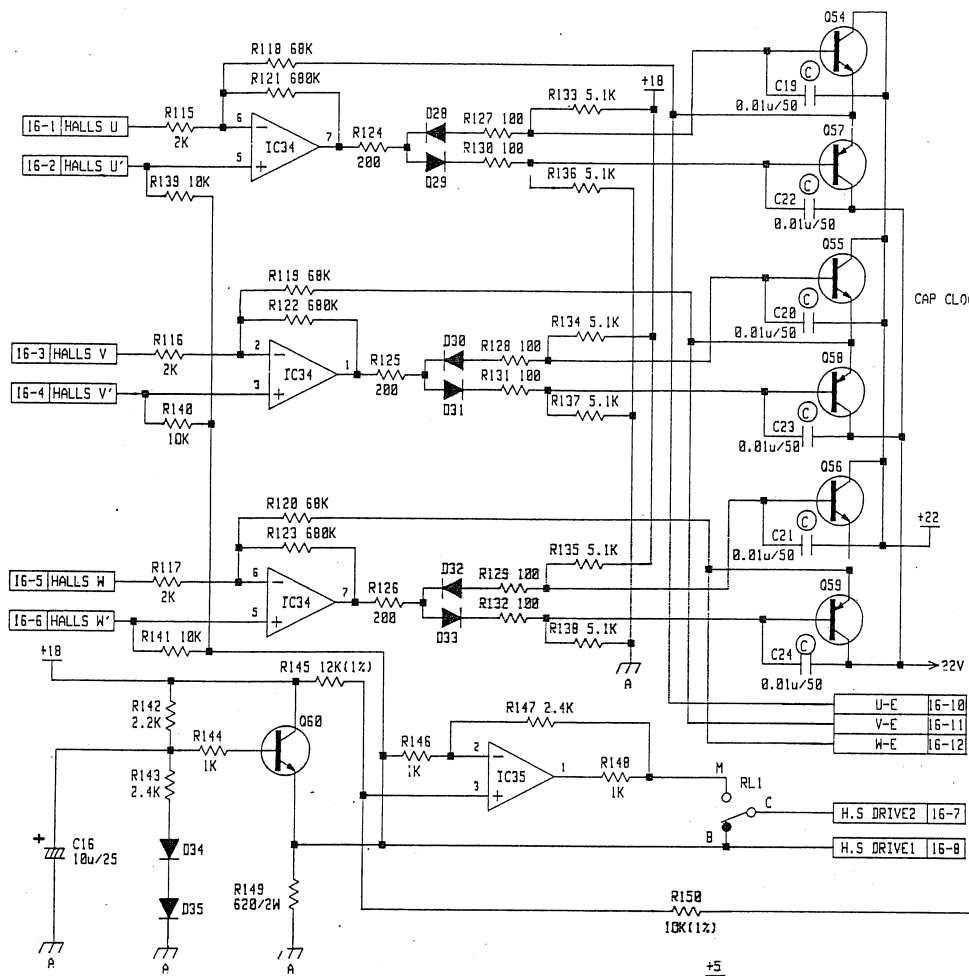 Q54
R118 68K
R121 680K
+18
C
C19
0.01u/50
R133 5.1K
16-1 HALLS U
R115
2K
6
7
IC34
R124
200
D28
R127 100
Q57
16-2 HALLS U'
5
R130 100
D29
R136 5.1K
C
C22
0.01u/50
R139 10K
Q55
R119 68K
R122 680K
C
C20
0.01u/50
CAP CLO
R134 5.1K
16-3 HALLS V
R116
2K
2
1
IC34
R125
200
D30
R128 100
Q58
16-4 HALLS V'
3
R131 100
D31
R137 5.1K
C
C23
0.01u/50
R140
10K
Q56
R120 68K
R123 680K
C
C21
0.01u/50
+22
R135 5.1K
16-5 HALLS W
R117
2K
6
7
IC34
R126
200
D32
R129 100
Q59
16-6 HALLS W'
5
R132 100
D33
R138 5.1K
C
C24
0.01u/50
22V
R141 10K
+18
R145 12K(1%)
A
R142
2.2K
Q60
R147 2.4K
U-E 16-10
V-E 16-11
W-E 16-12
R144
1K
R146
1K
2
1
3
IC35
R148
1K
M
RL1
C
B
H.S DRIVE2 16-7
H.S DRIVE1 16-8
R143
2.4K
+
C16
10u/25
D34
D35
R149
620/2W
R150
10K(1%)
A
A
A
+5